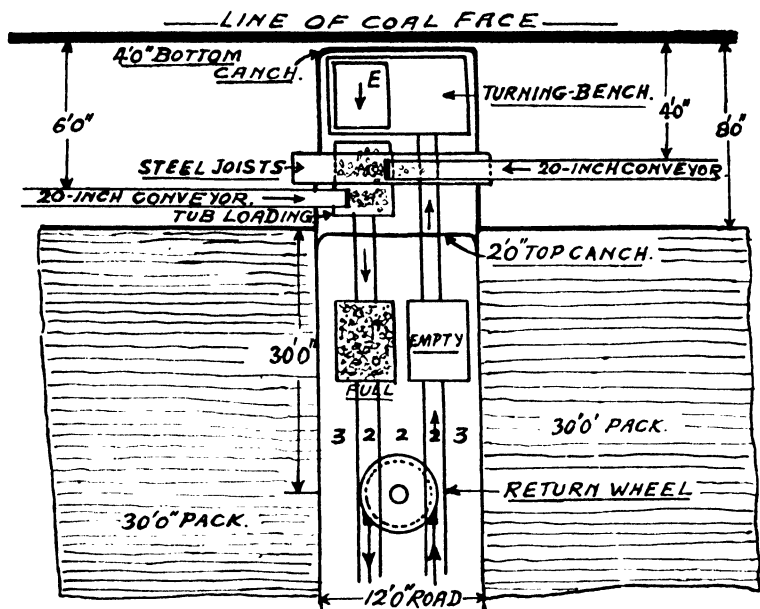 LINE OF COAL FACE
4'0" BOTTOM
CANCH.
E
TURNING-BENCH.
6'0"
4'0"
8'0"
STEEL JOISTS
20-INCH CONVEYOR
20-INCH CONVEYOR.
TUB LOADING
2'0" TOP CANCH.
30'0"
EMPTY
FULL
3 2 2 2 3
30'0' PACK.
RETURN WHEEL
30'0" PACK.
12'0" ROAD